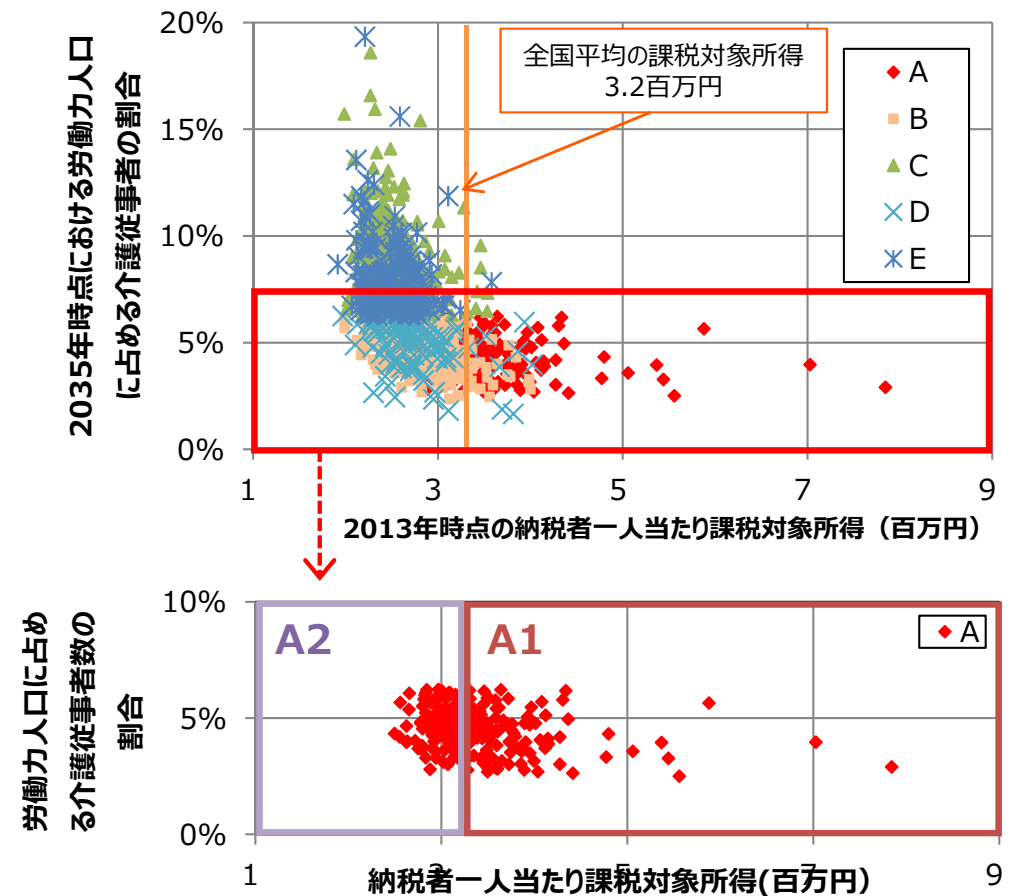 20%
15%
10%
5%
0%
2035年時点における労働力人口
に占める介護従事者の割合
全国平均の課税対象所得
3.2百万円
A
B
C
D
E
1
3
5
7
9
2013年時点の納税者一人当たり課税対象所得（百万円）
10%
5%
0%
労働力人口に占め
る介護従事者数の
割合
A2
A1
A
1
3
5
7
9
納税者一人当たり課税対象所得(百万円）